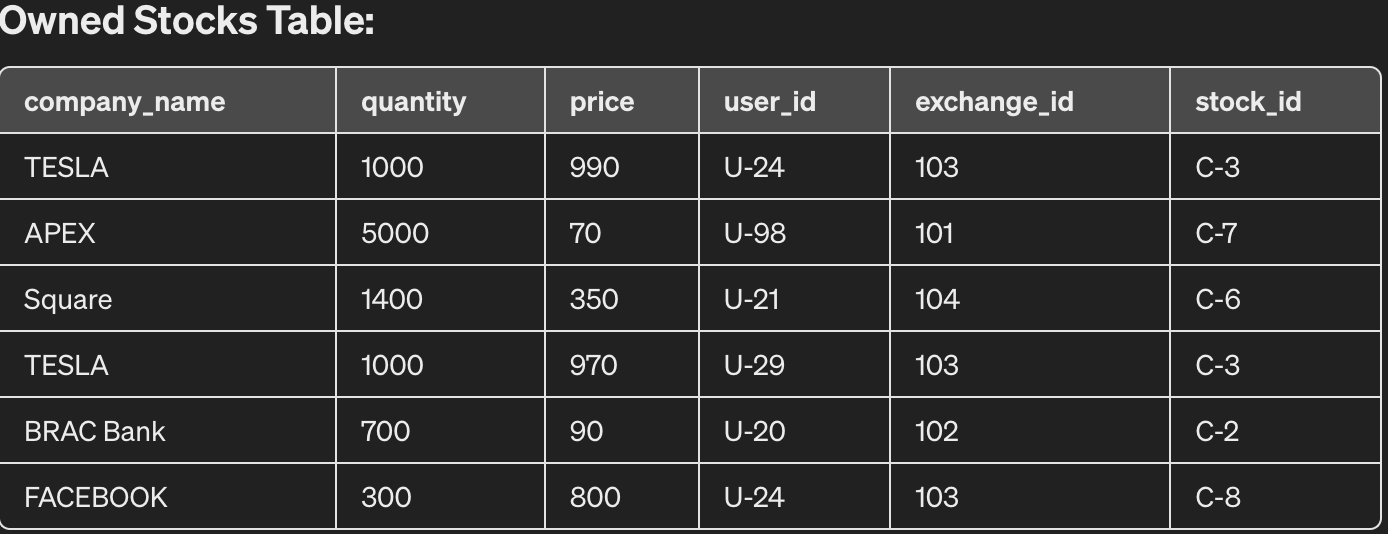 Owned Stocks Table:
company_name quantity price user_id exchange_id stock_id
TESLA 1000 990 U-24 103 C-3
APEX 5000 70 U-98 101 C-7
Square 1400 350 U-21 104 C-6
TESLA 1000 970 U-29 103 C-3
BRAC Bank 700 90 U-20 102 C-2
FACEBOOK 300 800 U-24 103 C-8